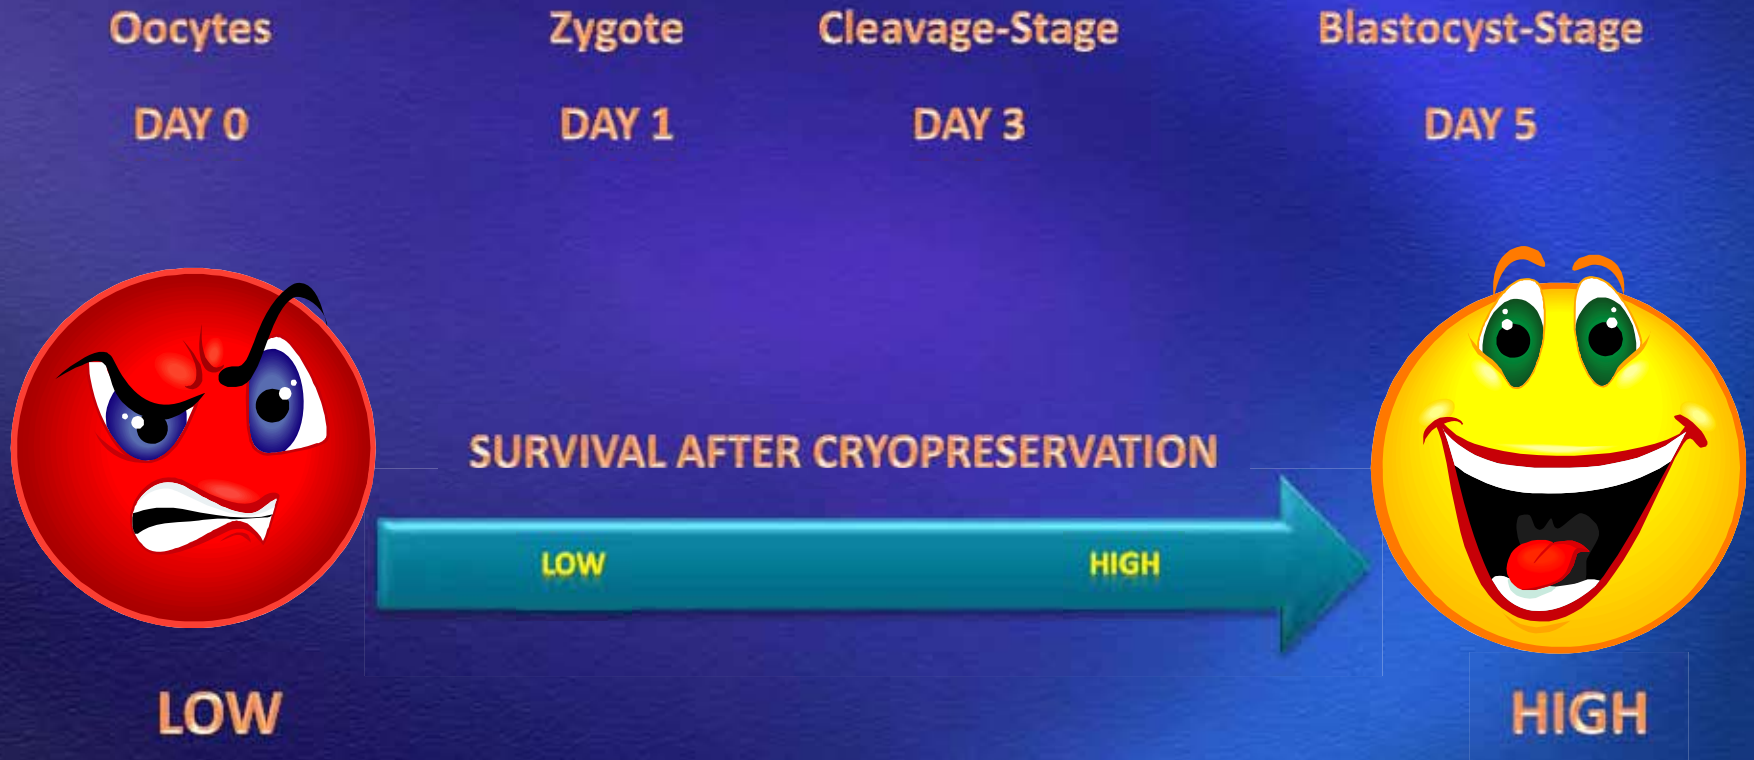 Oocytes Zygote Cleavage-Stage Blastocyst-Stage
DAY 0 DAY 1 DAY 3 DAY 5
SURVIVAL AFTER CRYOPRESERVATION
LOW HIGH
LOW HIGH